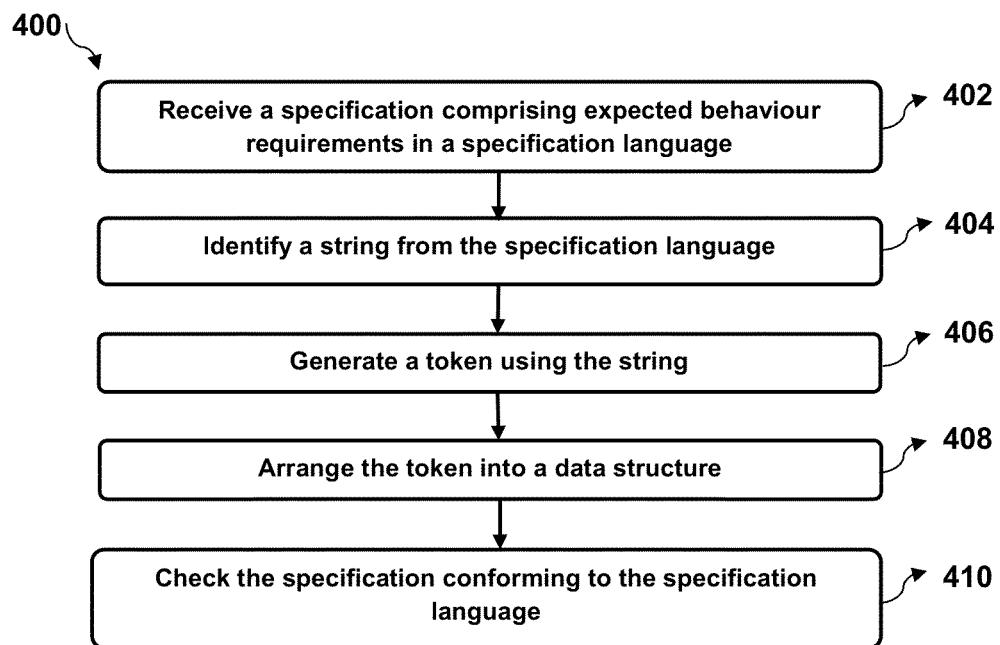 400
Receive a specification comprising expected behaviour
requirements in a specification language
402
Identify a string from the specification language
404
Generate a token using the string
406
Arrange the token into a data structure
408
Check the specification conforming to the specification
language
410